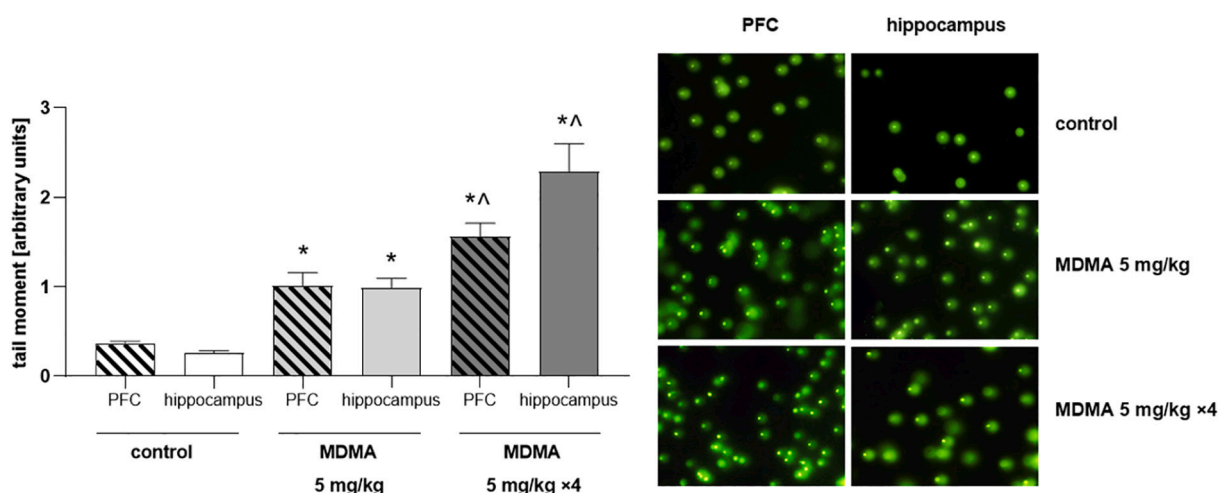 tail moment [arbitrary units]
3
2
1
0
*
*
*^
*^
PFC
hippocampus
PFC
hippocampus
PFC
hippocampus
control
MDMA
5 mg/kg
MDMA
5 mg/kg ×4
PFC
hippocampus
control
MDMA 5 mg/kg
MDMA 5 mg/kg ×4